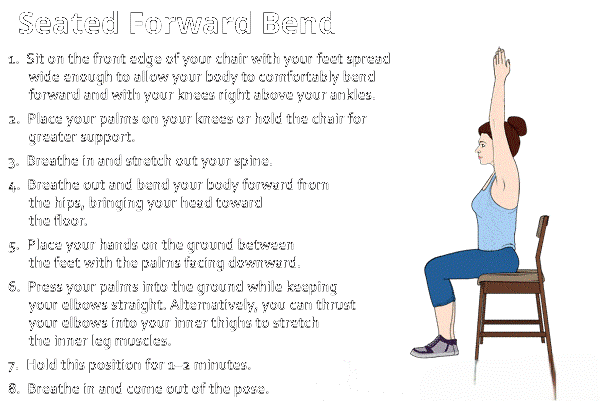 Seated Forward Bend
1. Sit on the front edge of your chair with your feet spread
wide enough to allow your body to comfortably bend
forward and with your knees right above your ankles.
2. Place your palms on your knees or hold the chair for
greater support.
3. Breathe in and stretch out your spine.
4. Breathe out and bend your body forward from
the hips, bringing your head toward
the floor.
5. Place your hands on the ground between
the feet with the palms facing downward.
6. Press your palms into the ground while keeping
your elbows straight. Alternatively, you can thrust
your elbows into your inner thighs to stretch
the inner leg muscles.
7. Hold this position for 1–2 minutes.
8. Breathe in and come out of the pose.